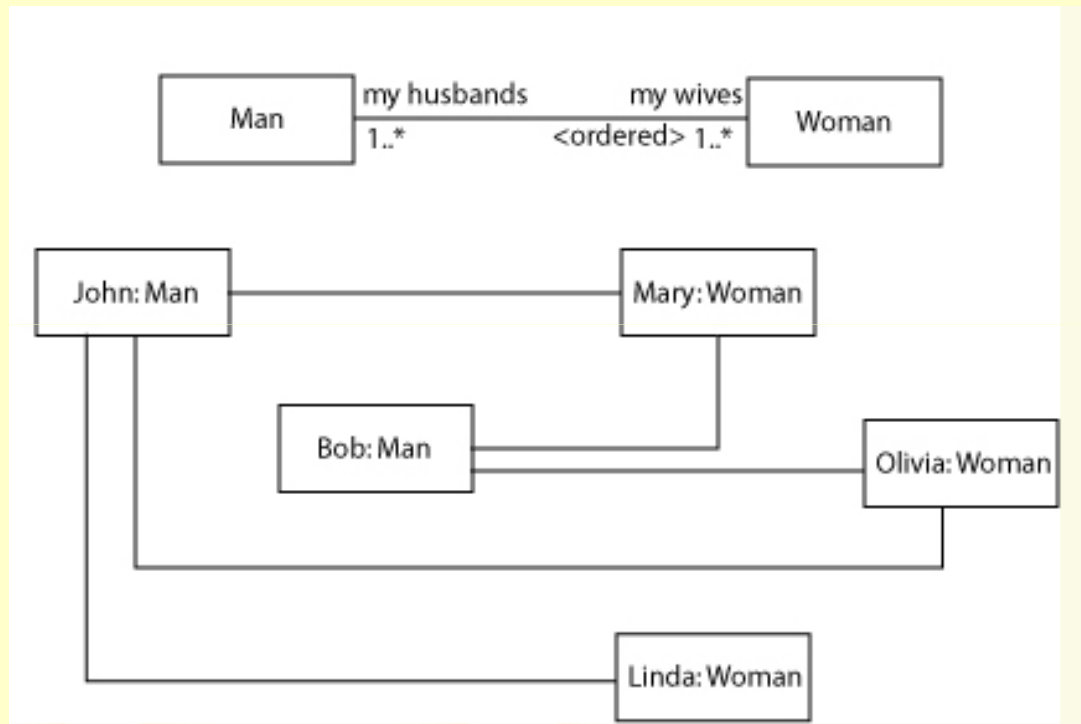 my husbands my wives
Man Woman
1..* <ordered> 1..*
John: Man Mary: Woman
Bob: Man
Olivia: Woman
Linda: Woman